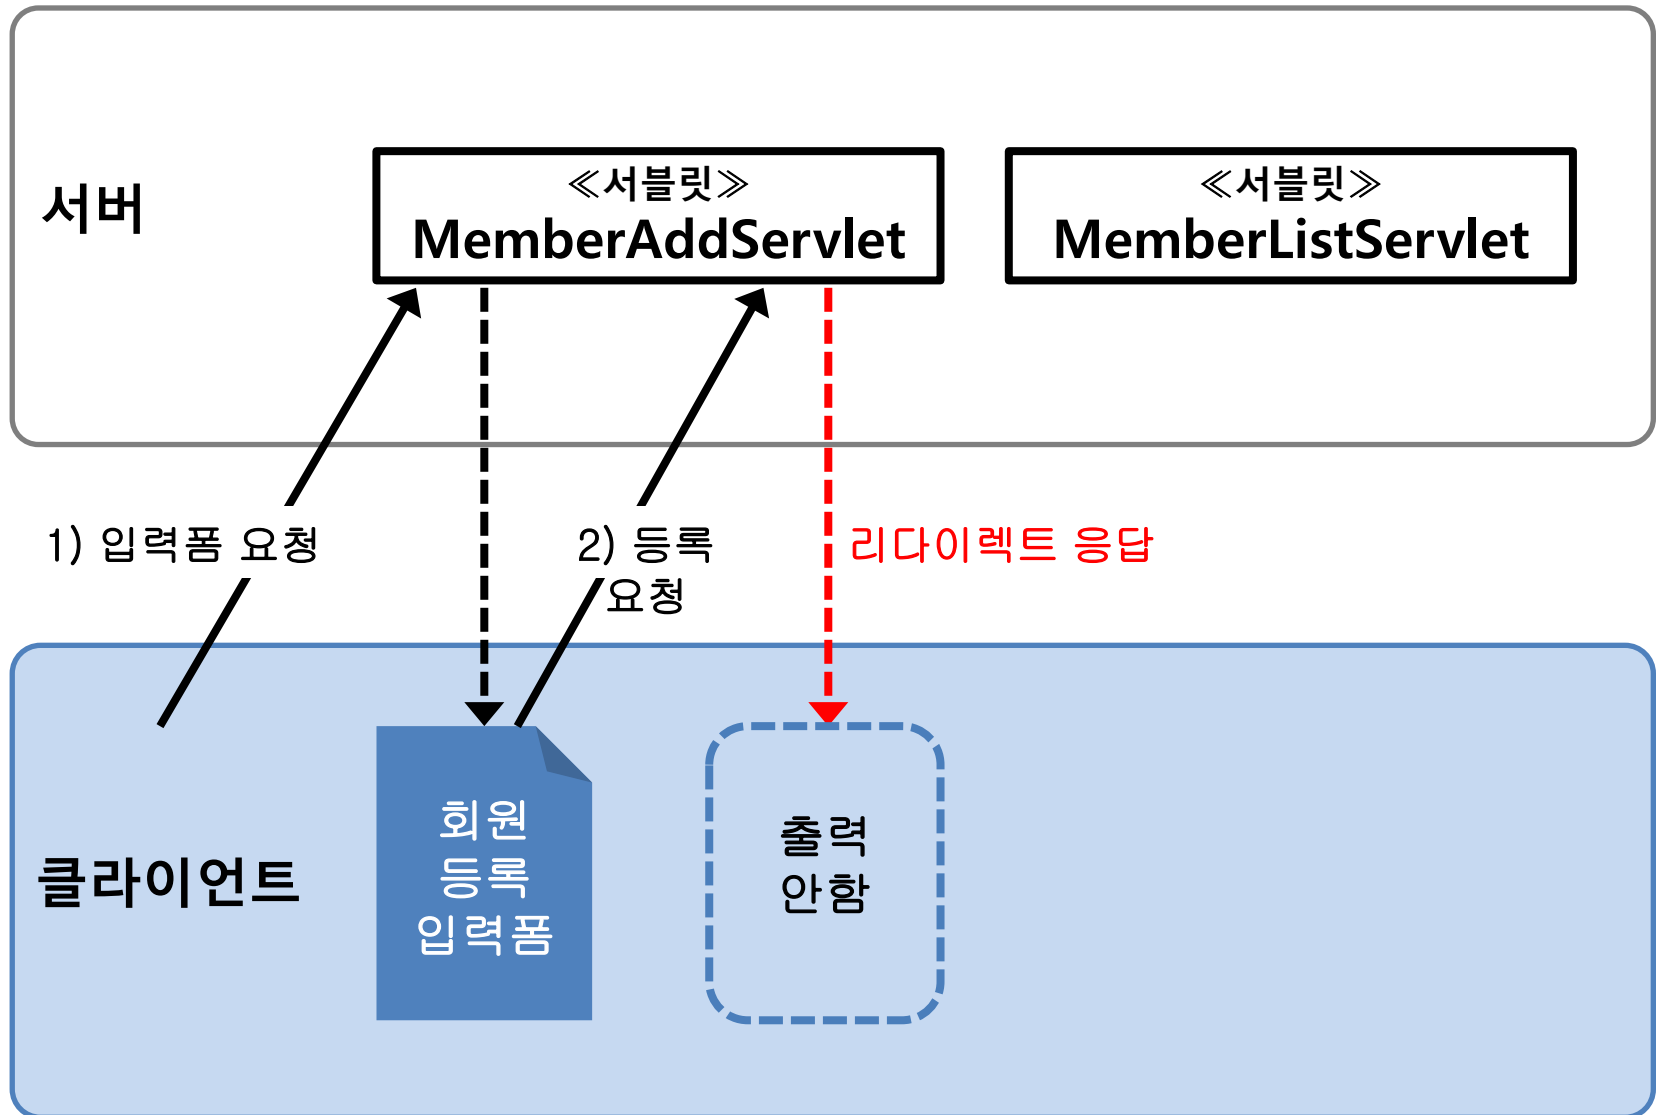 서버
≪서블릿≫
MemberAddServlet
≪서블릿≫
MemberListServlet
1) 입력폼 요청
2) 등록
요청
리다이렉트 응답
클라이언트
회원
등록
입력폼
출력
안함